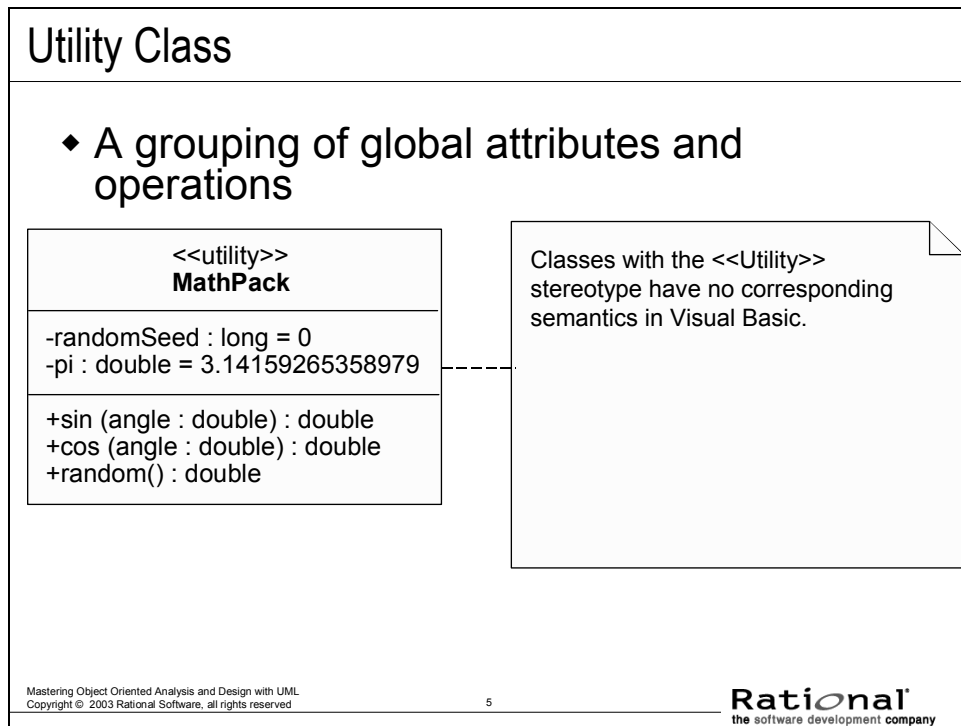 Utility Class
◆ A grouping of global attributes and
operations
<<utility>>
MathPack
-randomSeed : long = 0
-pi : double = 3.14159265358979
+sin (angle : double) : double
+cos (angle : double) : double
+random() : double
Classes with the <<Utility>>
stereotype have no corresponding
semantics in Visual Basic.
Mastering Object Oriented Analysis and Design with UML
Copyright © 2003 Rational Software, all rights reserved
5
Rational
the software development company